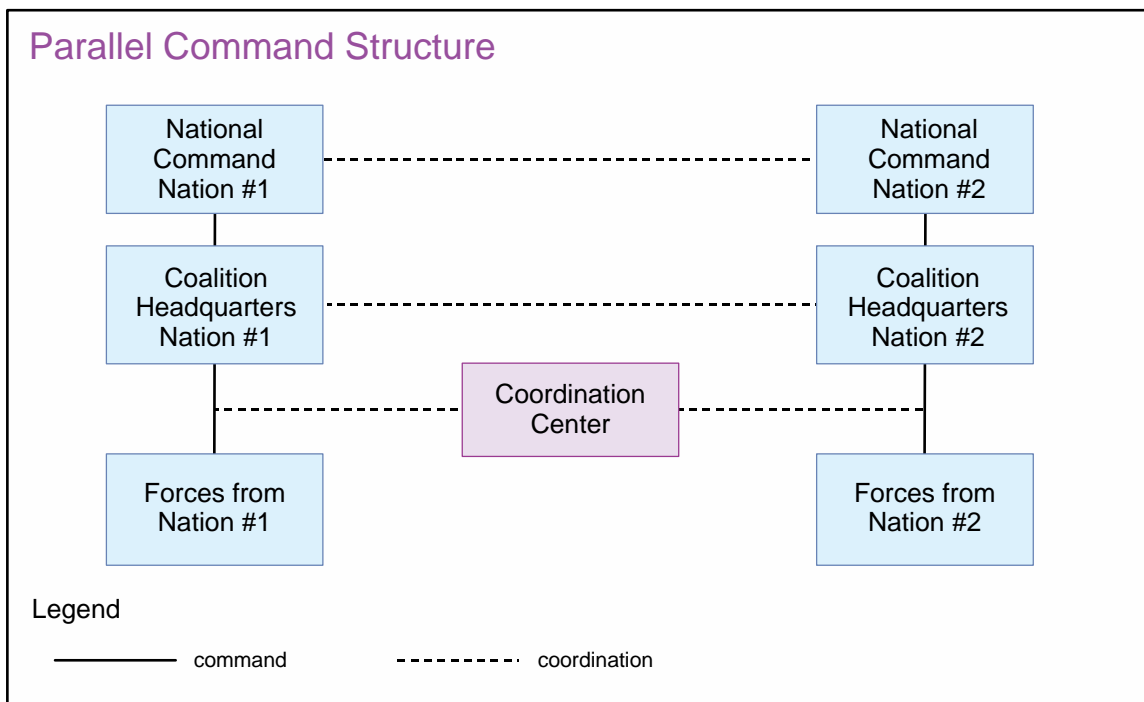 Parallel Command Structure
National
Command
Nation #1
National
Command
Nation #2
Coalition
Headquarters
Nation #1
Coalition
Headquarters
Nation #2
Coordination
Center
Forces from
Nation #1
Forces from
Nation #2
Legend
command
coordination